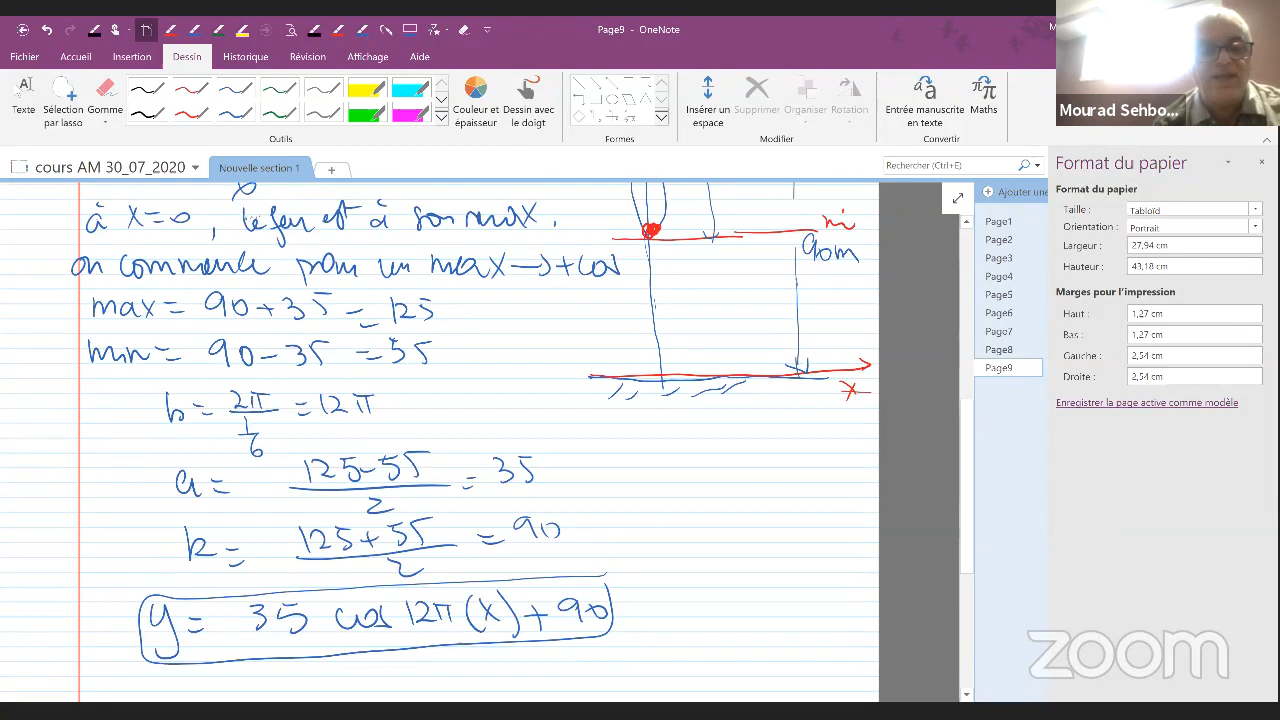 Page9 - OneNote
Fichier Accueil Insertion Dessin Historique Révision Affichage Aide
Texte
Sélection par lasso
Gomme
Couleur et épaisseur
Dessin avec le doigt
Insérer un espace
Supprimer
Organiser
Rotation
Entrée manuscrite en texte
Maths
Outils
Formes
Modifier
Convertir
Mourad Sehbo...
cours AM 30_07_2020
Nouvelle section 1
Rechercher (Ctrl+E)
à x=0, le feu est à son max.
on commence pour un max → +cos
max = 90 + 35 = 125
min = 90 - 35 = 55
b = 2π / 1/6 = 12π
a = 125-55 / 2 = 35
k = 125 + 55 / 2 = 90
y = 35 cos 12π (x) + 90
90m
x
Ajouter une
Page1
Page2
Page3
Page4
Page5
Page6
Page7
Page8
Page9
Format du papier
Format du papier
Taille : Tabloïd
Orientation : Portrait
Largeur : 27,94 cm
Hauteur : 43,18 cm
Marges pour l'impression
Haut : 1,27 cm
Bas : 1,27 cm
Gauche : 2,54 cm
Droite : 2,54 cm
Enregistrer la page active comme modèle
zoom